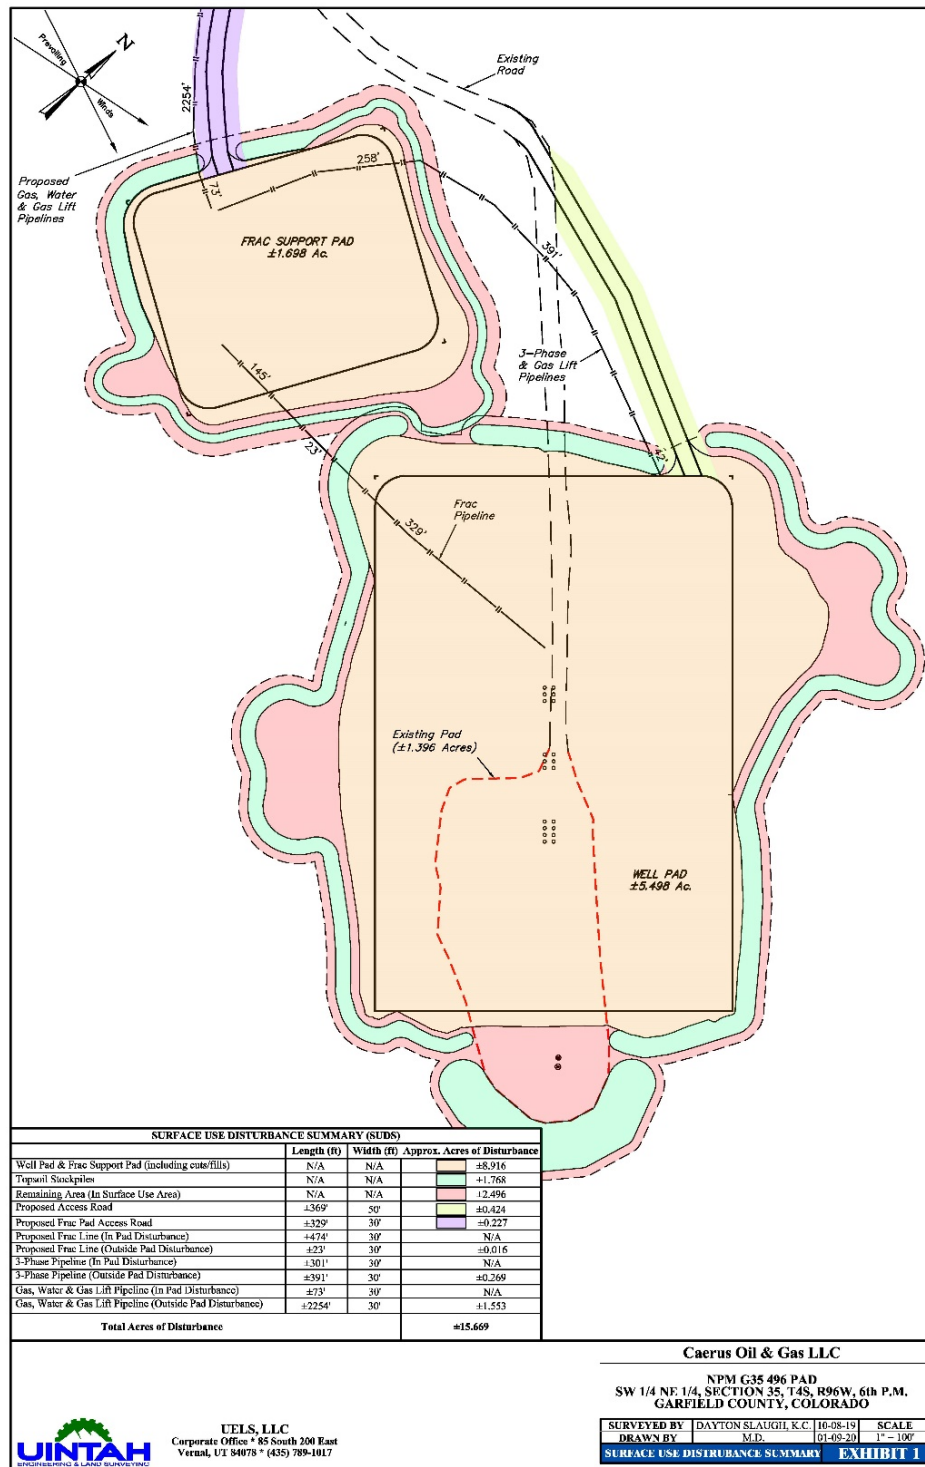 N
Prevailing
Winds
Existing
Road
2254'
73'
258'
Proposed
Gas, Water
& Gas Lift
Pipelines
FRAC SUPPORT PAD
±1.698 Ac.
391'
3-Phase
& Gas Lift
Pipelines
145'
23'
42'
Frac
Pipeline
329'
Existing Pad
(±1.396 Acres)
WELL PAD
±5.498 Ac.
SURFACE USE DISTURBANCE SUMMARY (SUDS)
Length (ft) Width (ft) Approx. Acres of Disturbance
Well Pad & Frac Support Pad (including cuts/fills) N/A N/A ±8.916
Topsoil Stockpiles N/A N/A ±1.768
Remaining Area (In Surface Use Area) N/A N/A ±2.496
Proposed Access Road ±369' 50' ±0.424
Proposed Frac Pad Access Road ±329' 30' ±0.227
Proposed Frac Line (In Pad Disturbance) ±474' 30' N/A
Proposed Frac Line (Outside Pad Disturbance) ±23' 30' ±0.016
3-Phase Pipeline (In Pad Disturbance) ±301' 30' N/A
3-Phase Pipeline (Outside Pad Disturbance) ±391' 30' ±0.269
Gas, Water & Gas Lift Pipeline (In Pad Disturbance) ±73' 30' N/A
Gas, Water & Gas Lift Pipeline (Outside Pad Disturbance) ±2254' 30' ±1.553
Total Acres of Disturbance ±15.669
Caerus Oil & Gas LLC
NPM G35 496 PAD
SW 1/4 NE 1/4, SECTION 35, T4S, R96W, 6th P.M.
GARFIELD COUNTY, COLORADO
UINTAH
ENGINEERING & LAND SURVEYING
UELS, LLC
Corporate Office * 85 South 200 East
Vernal, UT 84078 * (435) 789-1017
SURVEYED BY DAYTON SLAUGH, K.C. 10-08-19 SCALE
DRAWN BY M.D. 01-09-20 1" = 100'
SURFACE USE DISTRUBANCE SUMMARY EXHIBIT 1